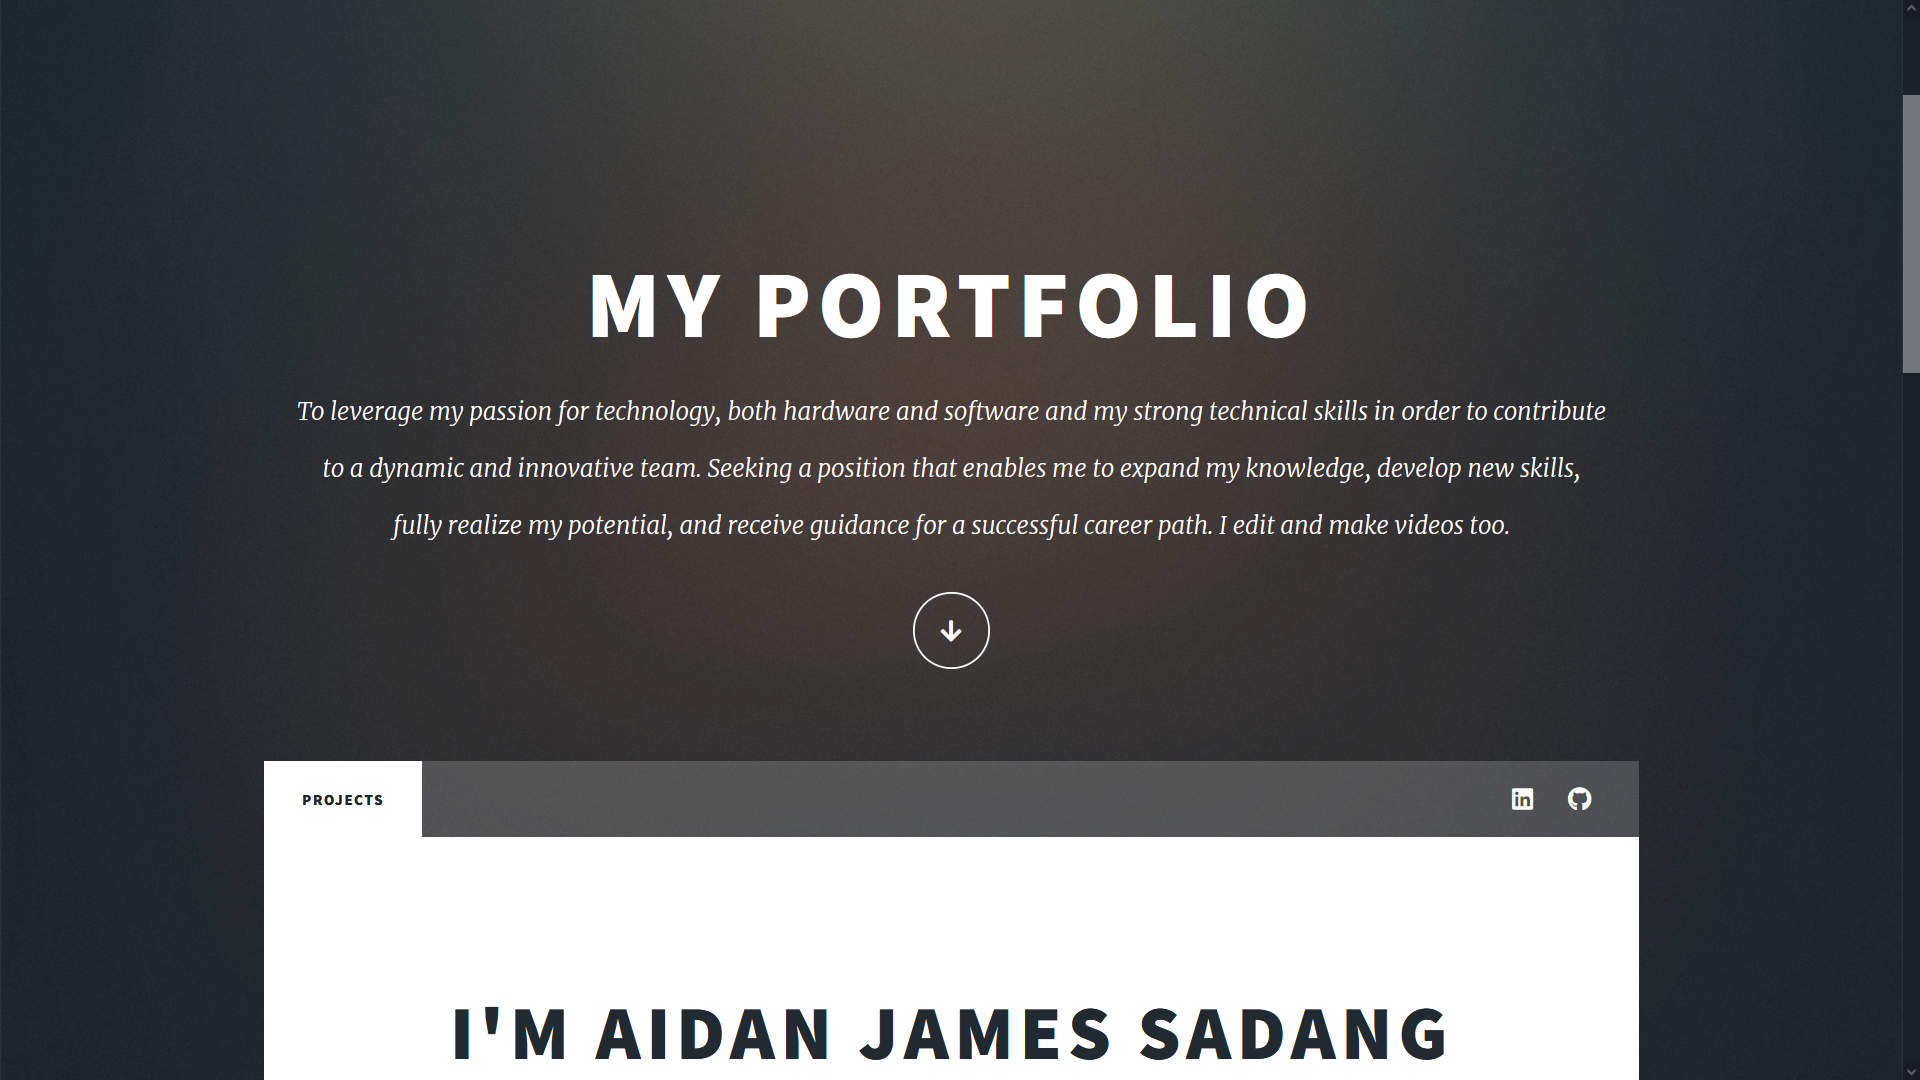 MY PORTFOLIO
To leverage my passion for technology, both hardware and software and my strong technical skills in order to contribute
to a dynamic and innovative team. Seeking a position that enables me to expand my knowledge, develop new skills,
fully realize my potential, and receive guidance for a successful career path. I edit and make videos too.
PROJECTS
I'M AIDAN JAMES SADANG